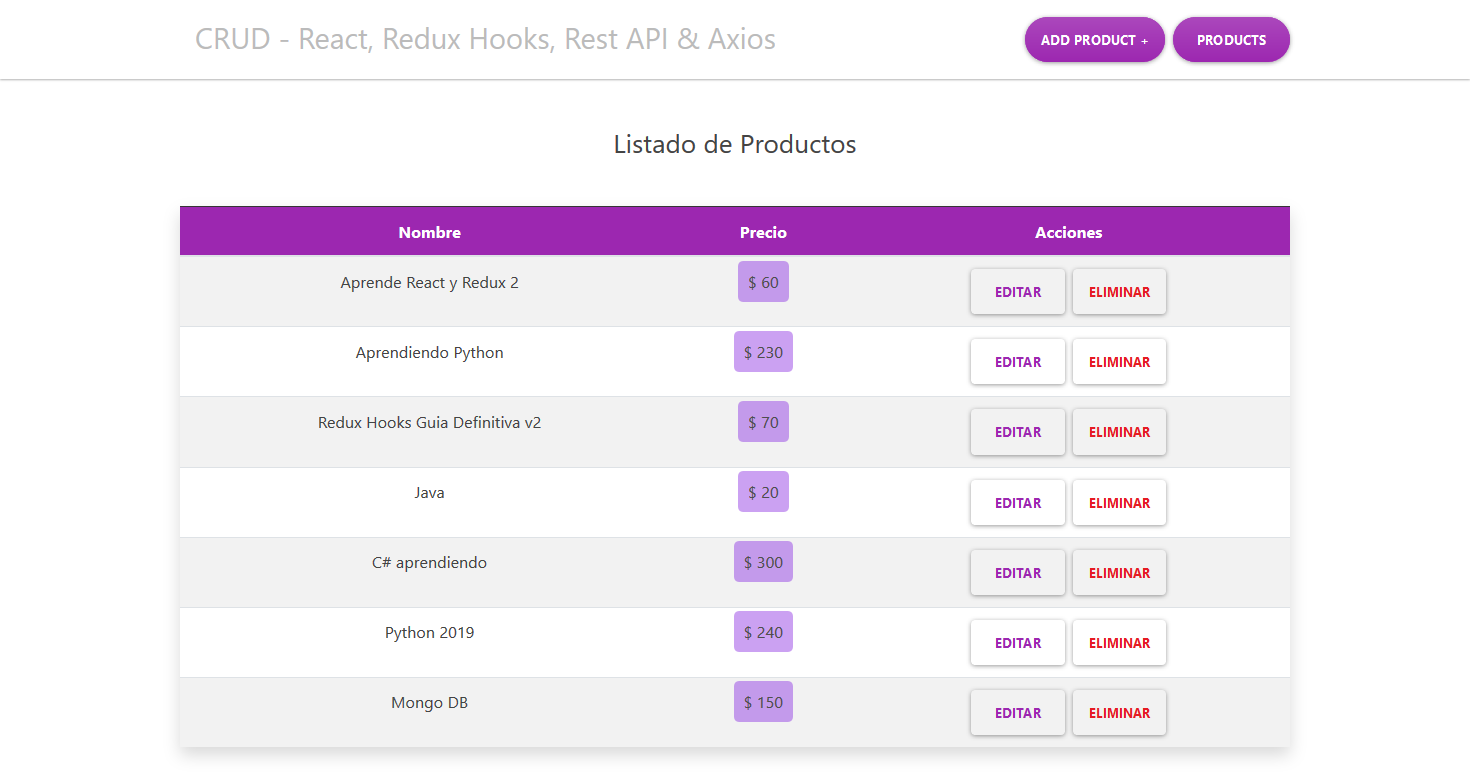 CRUD - React, Redux Hooks, Rest API & Axios ADD PRODUCT + PRODUCTS
Listado de Productos
Nombre Precio Acciones
Aprende React y Redux 2 $ 60 EDITAR ELIMINAR
Aprendiendo Python $ 230 EDITAR ELIMINAR
Redux Hooks Guia Definitiva v2 $ 70 EDITAR ELIMINAR
Java $ 20 EDITAR ELIMINAR
C# aprendiendo $ 300 EDITAR ELIMINAR
Python 2019 $ 240 EDITAR ELIMINAR
Mongo DB $ 150 EDITAR ELIMINAR